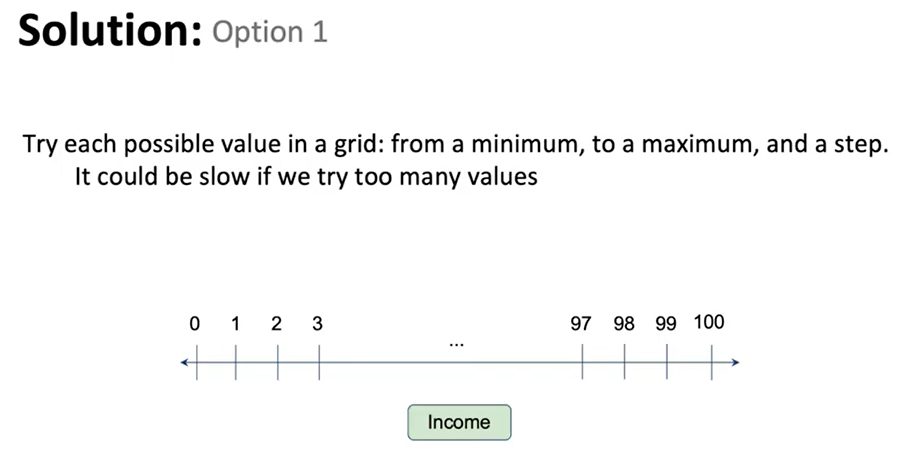 Solution: Option 1
Try each possible value in a grid: from a minimum, to a maximum, and a step.
It could be slow if we try too many values
0 1 2 3 ... 97 98 99 100
Income